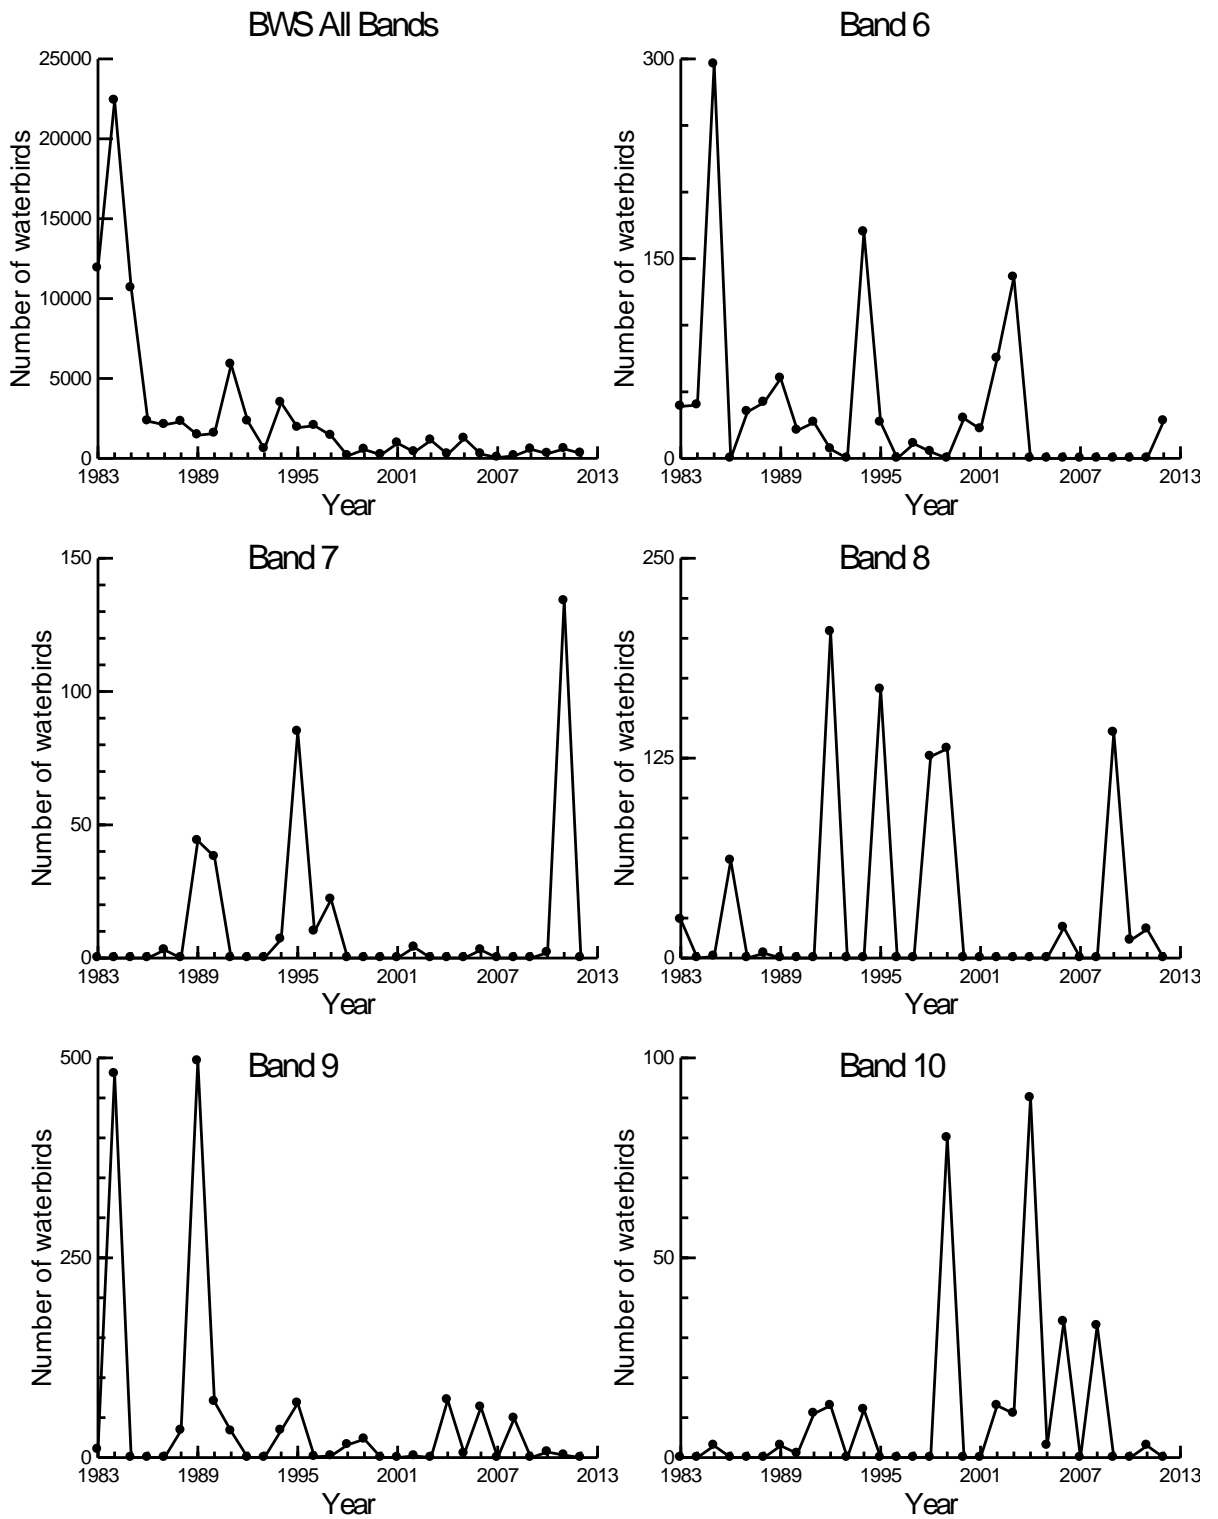 BWS All Bands
Number of waterbirds
25000
20000
15000
10000
5000
0
1983 1989 1995 2001 2007 2013
Year
Band 6
Number of waterbirds
300
150
0
1983 1989 1995 2001 2007 2013
Year
Band 7
Number of waterbirds
150
100
50
0
1983 1989 1995 2001 2007 2013
Year
Band 8
Number of waterbirds
250
125
0
1983 1989 1995 2001 2007 2013
Year
Band 9
Number of waterbirds
500
250
0
1983 1989 1995 2001 2007 2013
Year
Band 10
Number of waterbirds
100
50
0
1983 1989 1995 2001 2007 2013
Year